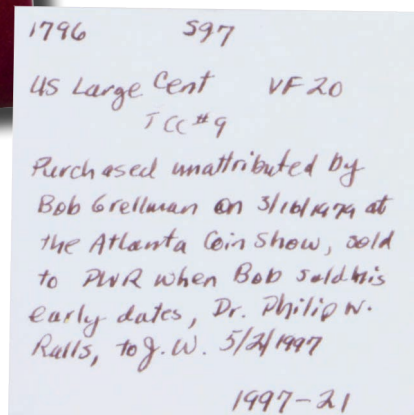 1796 S97
US Large Cent VF 20
TCC #9
Purchased unattributed by
Bob Grellman on 3/16/1979 at
the Atlanta Coin Show, sold
to PWR when Bob sold his
early dates, Dr. Philip W.
Ralls, to J.W. 5/2/1997
1997-21